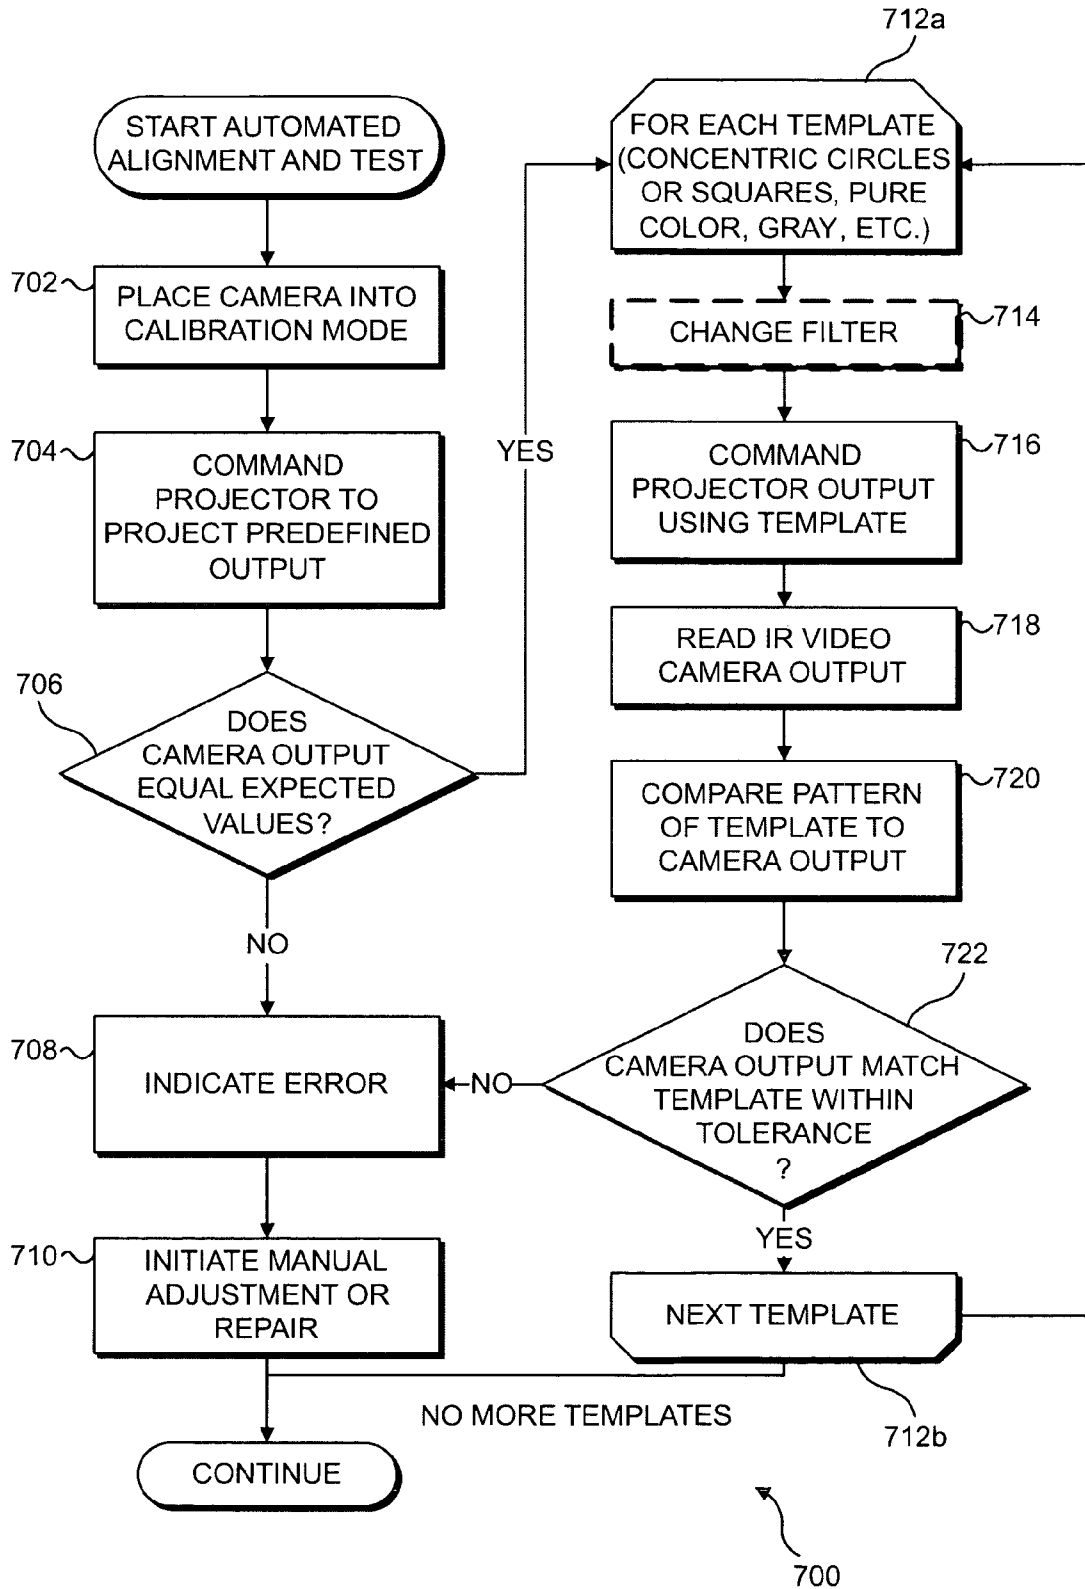 START AUTOMATED
ALIGNMENT AND TEST
702
PLACE CAMERA INTO
CALIBRATION MODE
704
COMMAND
PROJECTOR TO
PROJECT PREDEFINED
OUTPUT
706
DOES
CAMERA OUTPUT
EQUAL EXPECTED
VALUES?
YES
NO
708
INDICATE ERROR
710
INITIATE MANUAL
ADJUSTMENT OR
REPAIR
CONTINUE
712a
FOR EACH TEMPLATE
(CONCENTRIC CIRCLES
OR SQUARES, PURE
COLOR, GRAY, ETC.)
CHANGE FILTER
714
COMMAND
PROJECTOR OUTPUT
USING TEMPLATE
716
READ IR VIDEO
CAMERA OUTPUT
718
COMPARE PATTERN
OF TEMPLATE TO
CAMERA OUTPUT
720
722
DOES
CAMERA OUTPUT MATCH
TEMPLATE WITHIN
TOLERANCE
?
NO
YES
NEXT TEMPLATE
712b
NO MORE TEMPLATES
700